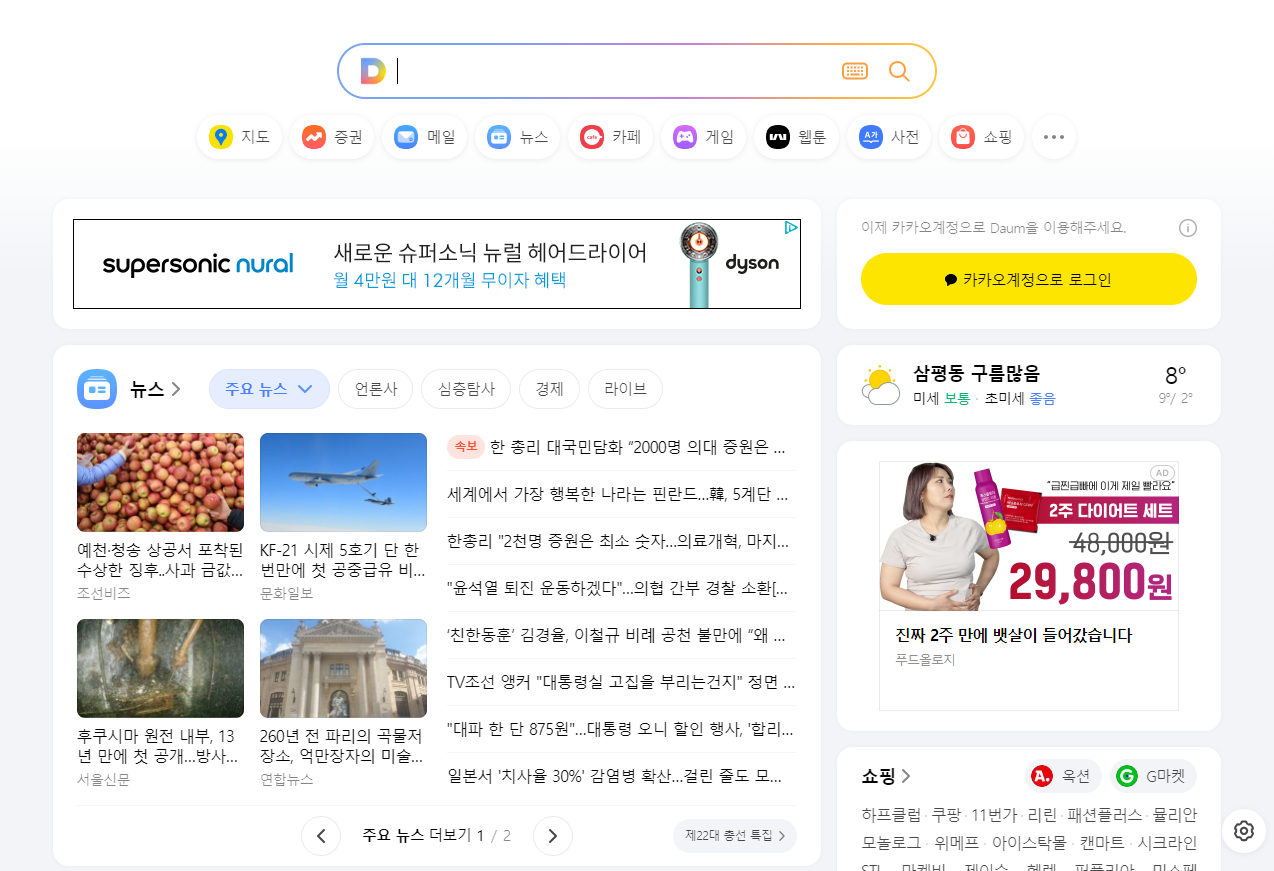 지도
증권
메일
뉴스
cafe
카페
게임
웹툰
A가
사전
쇼핑
supersonic nural
새로운 슈퍼소닉 뉴럴 헤어드라이어
월 4만원 대 12개월 무이자 혜택
dyson
이제 카카오계정으로 Daum을 이용해주세요.
카카오계정으로 로그인
뉴스
주요 뉴스
언론사
심층탐사
경제
라이브
삼평동 구름많음
미세 보통 · 초미세 좋음
8°
9°/ 2°
예천·청송 상공서 포착된
수상한 징후..사과 금값...
조선비즈
KF-21 시제 5호기 단 한
번만에 첫 공중급유 비...
문화일보
후쿠시마 원전 내부, 13
년 만에 첫 공개...방사...
서울신문
260년 전 파리의 곡물저
장소, 억만장자의 미술...
연합뉴스
속보 한 총리 대국민담화 “2000명 의대 증원은 ...
세계에서 가장 행복한 나라는 핀란드...韓, 5계단 ...
한총리 "2천명 증원은 최소 숫자...의료개혁, 마지...
"윤석열 퇴진 운동하겠다"...의협 간부 경찰 소환[...
‘친한동훈’ 김경율, 이철규 비례 공천 불만에 “왜 ...
TV조선 앵커 "대통령실 고집을 부리는건지" 정면 ...
"대파 한 단 875원"...대통령 오니 할인 행사, '합리...
일본서 '치사율 30%' 감염병 확산...걸린 줄도 모...
주요 뉴스 더보기 1 / 2
제22대 총선 특집
AD
“급찐급빠에 이게 제일 빨라요”
2주 다이어트 세트
48,000원
29,800원
진짜 2주 만에 뱃살이 들어갔습니다
푸드올로지
쇼핑
A. 옥션
G G마켓
하프클럽 · 쿠팡 · 11번가 · 리린 · 패션플러스 · 뮬리안
모놀로그 · 위메프 · 아이스탁몰 · 캔마트 · 시크라인